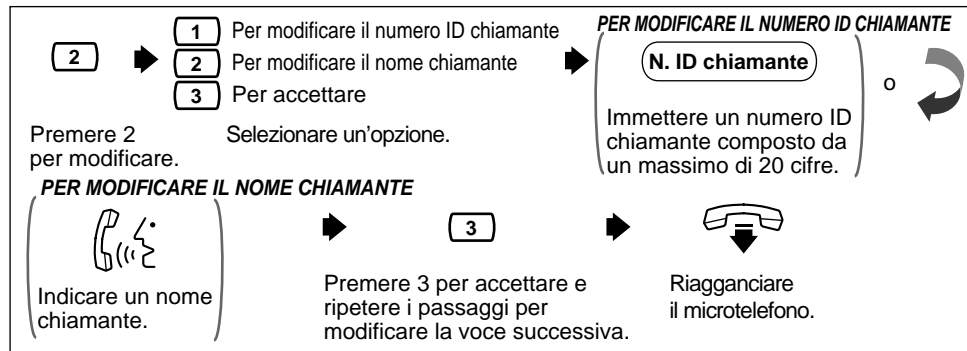 2
1 Per modificare il numero ID chiamante
2 Per modificare il nome chiamante
3 Per accettare
Premere 2
per modificare.
Selezionare un'opzione.
PER MODIFICARE IL NUMERO ID CHIAMANTE
N. ID chiamante
Immettere un numero ID
chiamante composto da
un massimo di 20 cifre.
o
PER MODIFICARE IL NOME CHIAMANTE
Indicare un nome
chiamante.
3
Premere 3 per accettare e
ripetere i passaggi per
modificare la voce successiva.
Riagganciare
il microtelefono.